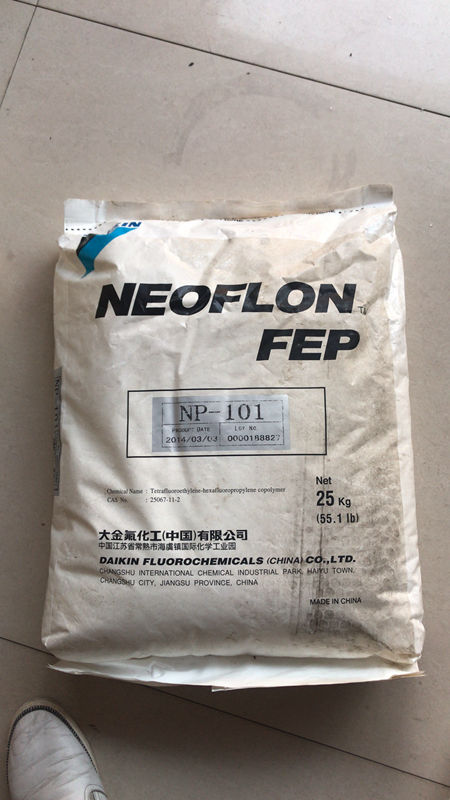 NEOFLON™
FEP
NP-101
PRODUCT DATE LOT NO.
2014/03/03 0000188827
Chemical Name : Tetrafluoroethylene-hexafluoropropylene copolymer
CAS No. : 25067-11-2
Net
25 Kg
(55.1 lb)
大金氟化工(中国)有限公司
中国江苏省常熟市海虞镇国际化学工业园
DAIKIN FLUOROCHEMICALS (CHINA) CO.,LTD.
CHANGSHU INTERNATIONAL CHEMICAL INDUSTRIAL PARK, HAIYU TOWN,
CHANGSHU CITY, JIANGSU PROVINCE, CHINA
MADE IN CHINA